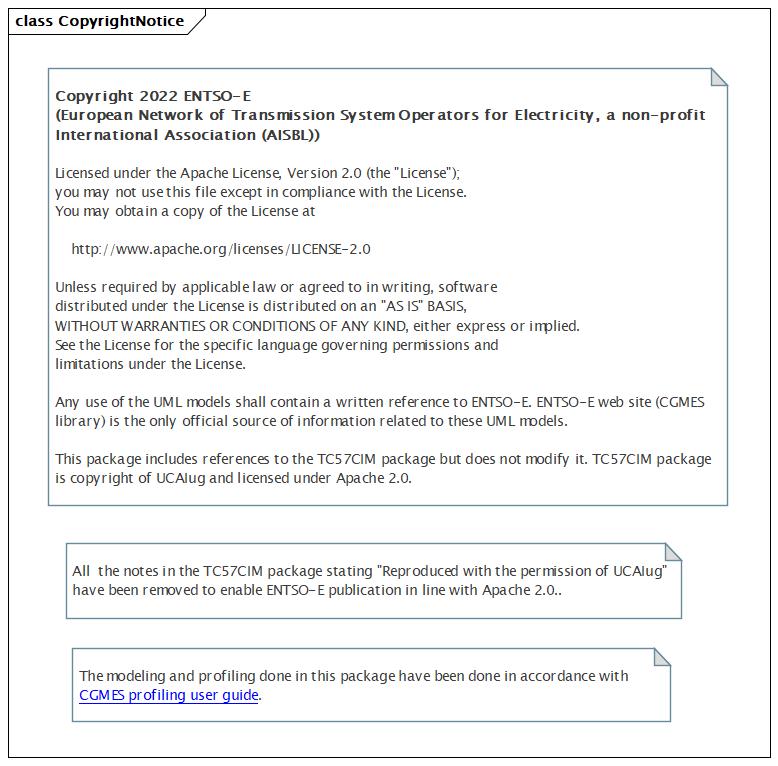 class CopyrightNotice
Copyright 2022 ENTSO-E
(European Network of Transmission System Operators for Electricity, a non-profit
International Association (AISBL))
Licensed under the Apache License, Version 2.0 (the "License");
you may not use this file except in compliance with the License.
You may obtain a copy of the License at
http://www.apache.org/licenses/LICENSE-2.0
Unless required by applicable law or agreed to in writing, software
distributed under the License is distributed on an "AS IS" BASIS,
WITHOUT WARRANTIES OR CONDITIONS OF ANY KIND, either express or implied.
See the License for the specific language governing permissions and
limitations under the License.
Any use of the UML models shall contain a written reference to ENTSO-E. ENTSO-E web site (CGMES
library) is the only official source of information related to these UML models.
This package includes references to the TC57CIM package but does not modify it. TC57CIM package
is copyright of UCAIug and licensed under Apache 2.0.
All the notes in the TC57CIM package stating "Reproduced with the permission of UCAIug"
have been removed to enable ENTSO-E publication in line with Apache 2.0..
The modeling and profiling done in this package have been done in accordance with
CGMES profiling user guide.